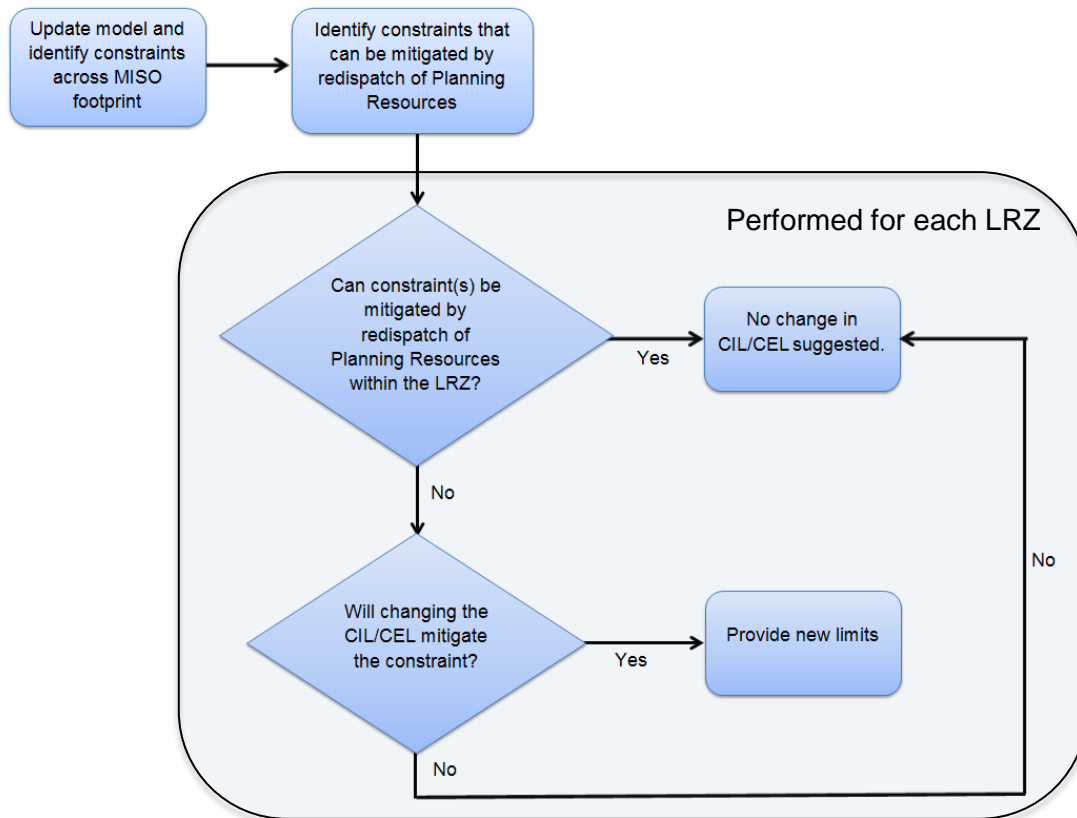 Update model and
identify constraints
across MISO
footprint
Identify constraints that
can be mitigated by
redispatch of Planning
Resources
Performed for each LRZ
Can constraint(s) be
mitigated by
redispatch of
Planning Resources
within the LRZ?
Yes
No change in
CIL/CEL suggested.
No
Will changing the
CIL/CEL mitigate
the constraint?
Yes
Provide new limits
No
No